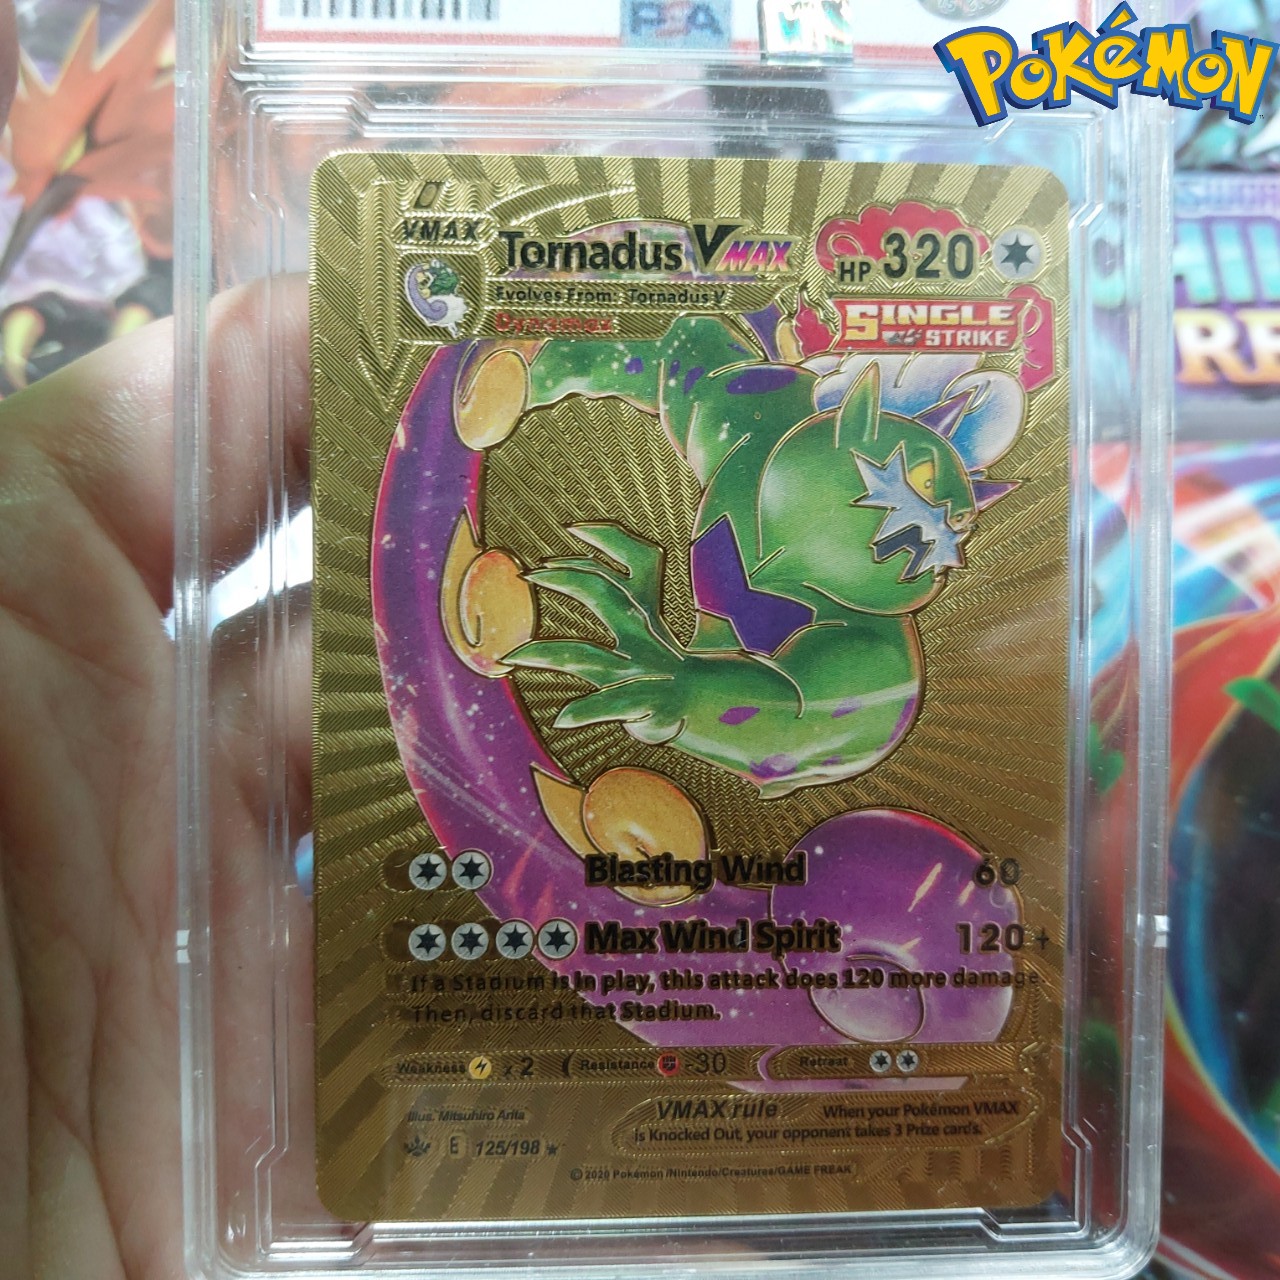 PSA
Pokémon
VMAX
Tornadus VMAX
HP 320
Evolves From: Tornadus V
Dynamax
SINGLE
STRIKE
Blasting Wind 60
Max Wind Spirit 120+
If a Stadium is in play, this attack does 120 more damage.
Then, discard that Stadium.
Weakness x2 Resistance -30 Retreat
Illus. Mitsuhiro Arita
VMAX rule When your Pokémon VMAX
is Knocked Out, your opponent takes 3 Prize cards.
E 125/198
©2020 Pokémon/Nintendo/Creatures/GAME FREAK